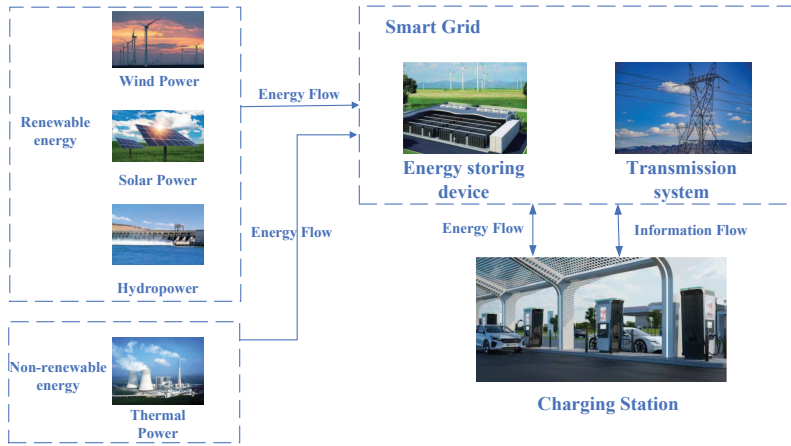 Smart Grid
Wind Power
Energy Flow
Renewable
energy
Energy storing
device
Transmission
system
Solar Power
Energy Flow
Energy Flow
Information Flow
Hydropower
Non-renewable
energy
Thermal
Power
Charging Station